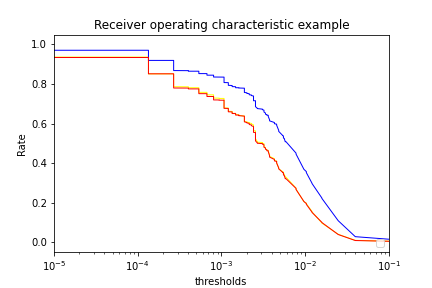 Receiver operating characteristic example
1.0
0.8
0.6
0.4
0.2
0.0
Rate
10⁻⁵ 10⁻⁴ 10⁻³ 10⁻² 10⁻¹
thresholds